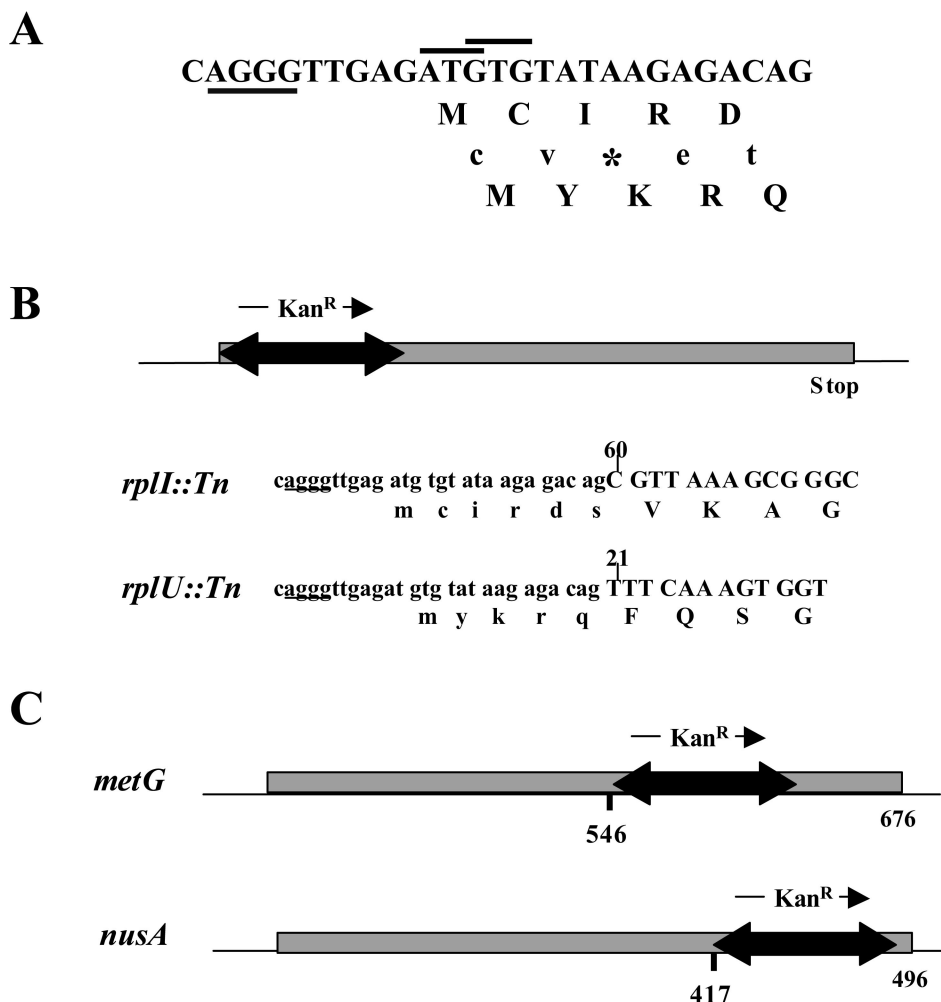 A
CAGGGTTGAGATGTGTATAAGAGACAG
M C I R D
c v * e t
M Y K R Q
B
Kanᴿ
Stop
60
rplI::Tn cagggttgag atg tgt ata aga gac agC GTT AAA GCG GGC
m c i r d s V K A G
21
rplU::Tn cagggttgagat gtg tat aag aga cag TTT CAA AGT GGT
m y k r q F Q S G
C
Kanᴿ
metG
546
676
Kanᴿ
nusA
417
496